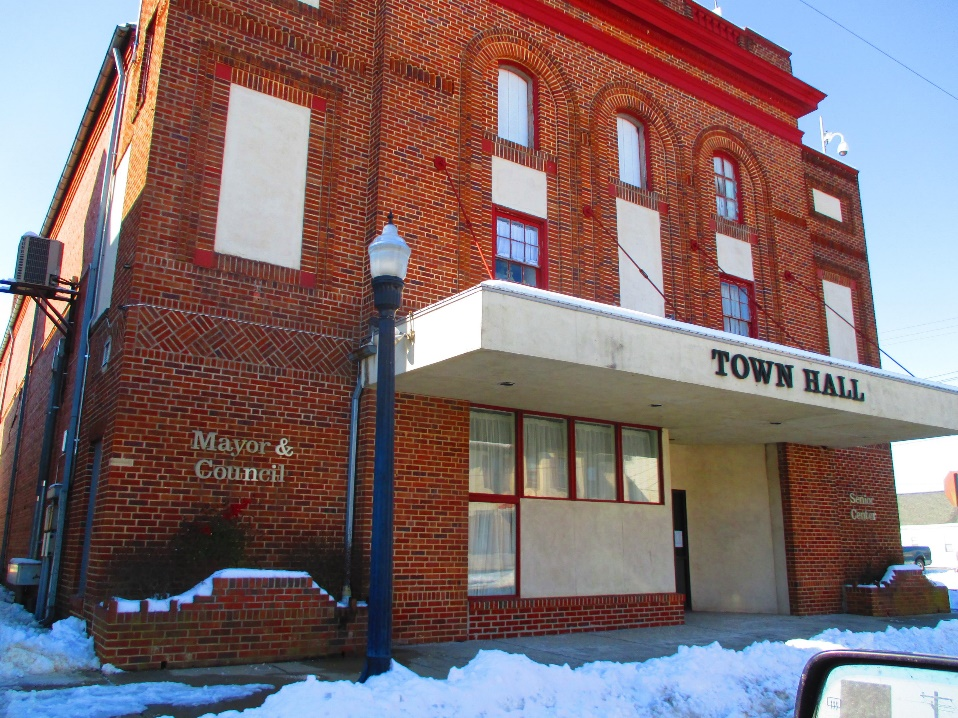 TOWN HALL
Mayor &
Council
Senior
Center